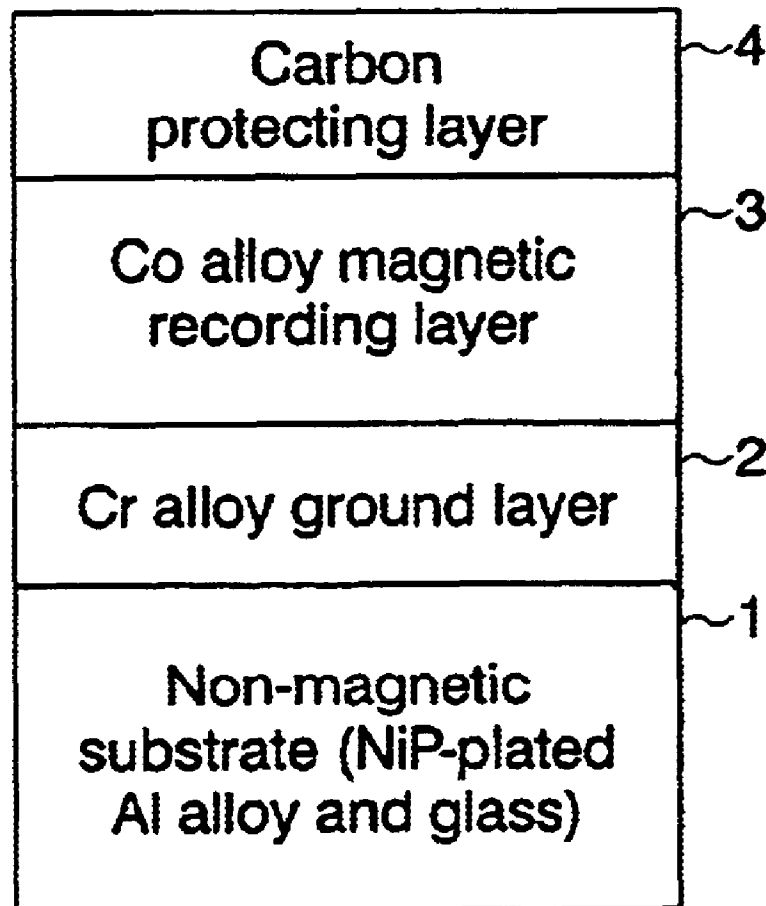 Carbon
protecting layer
4
Co alloy magnetic
recording layer
3
Cr alloy ground layer
2
Non-magnetic
substrate (NiP-plated
Al alloy and glass)
1